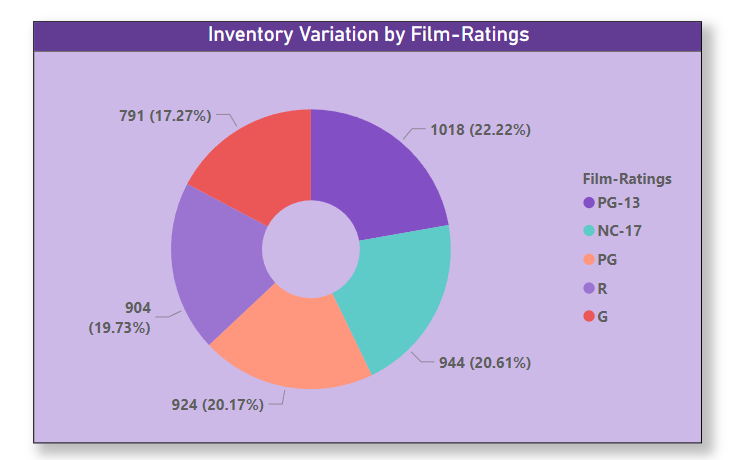 Inventory Variation by Film-Ratings
791 (17.27%)
1018 (22.22%)
Film-Ratings
PG-13
NC-17
PG
R
G
904
(19.73%)
944 (20.61%)
924 (20.17%)